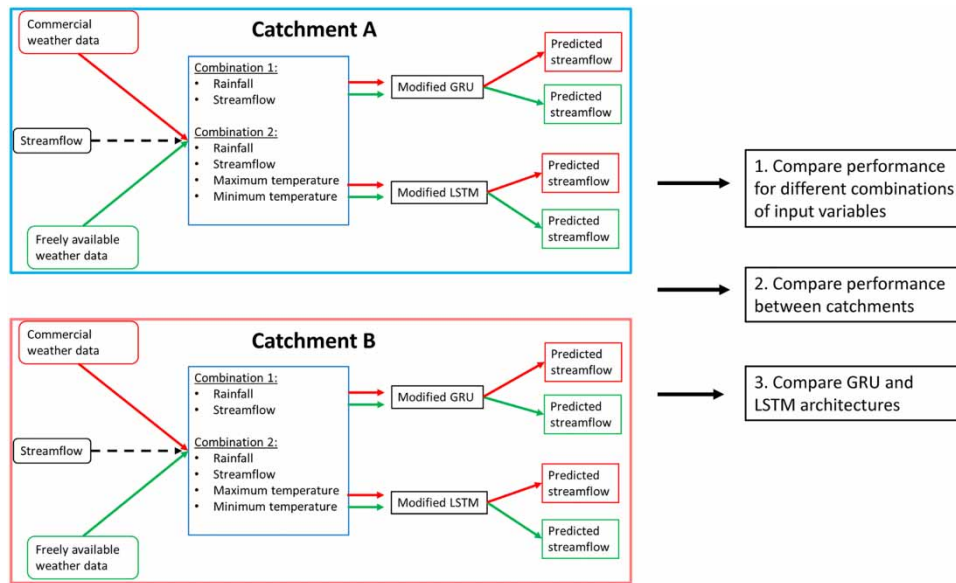 Catchment A
Commercial
weather data
Streamflow
Freely available
weather data
Combination 1:
• Rainfall
• Streamflow
Combination 2:
• Rainfall
• Streamflow
• Maximum temperature
• Minimum temperature
Modified GRU
Modified LSTM
Predicted
streamflow
Predicted
streamflow
Predicted
streamflow
Predicted
streamflow
Catchment B
Commercial
weather data
Streamflow
Freely available
weather data
Combination 1:
• Rainfall
• Streamflow
Combination 2:
• Rainfall
• Streamflow
• Maximum temperature
• Minimum temperature
Modified GRU
Modified LSTM
Predicted
streamflow
Predicted
streamflow
Predicted
streamflow
Predicted
streamflow
1. Compare performance
for different combinations
of input variables
2. Compare performance
between catchments
3. Compare GRU and
LSTM architectures